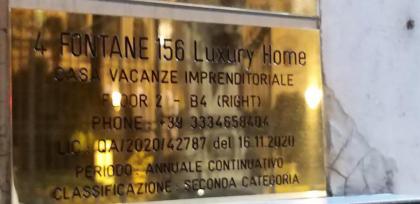 4 FONTANE 156 Luxury Home
CASA VACANZE IMPRENDITORIALE
FLOOR 2 - B4 (RIGHT)
PHONE: +39 3334658404
LIC. QA/2020/42787 del 16.11.2020
PERIODO: ANNUALE CONTINUATIVO
CLASSIFICAZIONE: SECONDA CATEGORIA